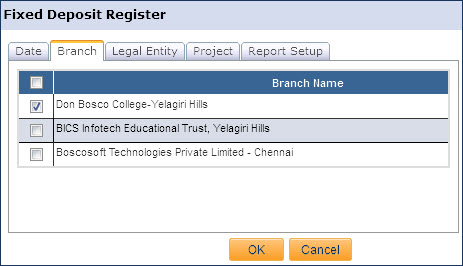 Fixed Deposit Register
Date Branch Legal Entity Project Report Setup
Branch Name
Don Bosco College-Yelagiri Hills
BICS Infotech Educational Trust, Yelagiri Hills
Boscosoft Technologies Private Limited - Chennai
OK Cancel